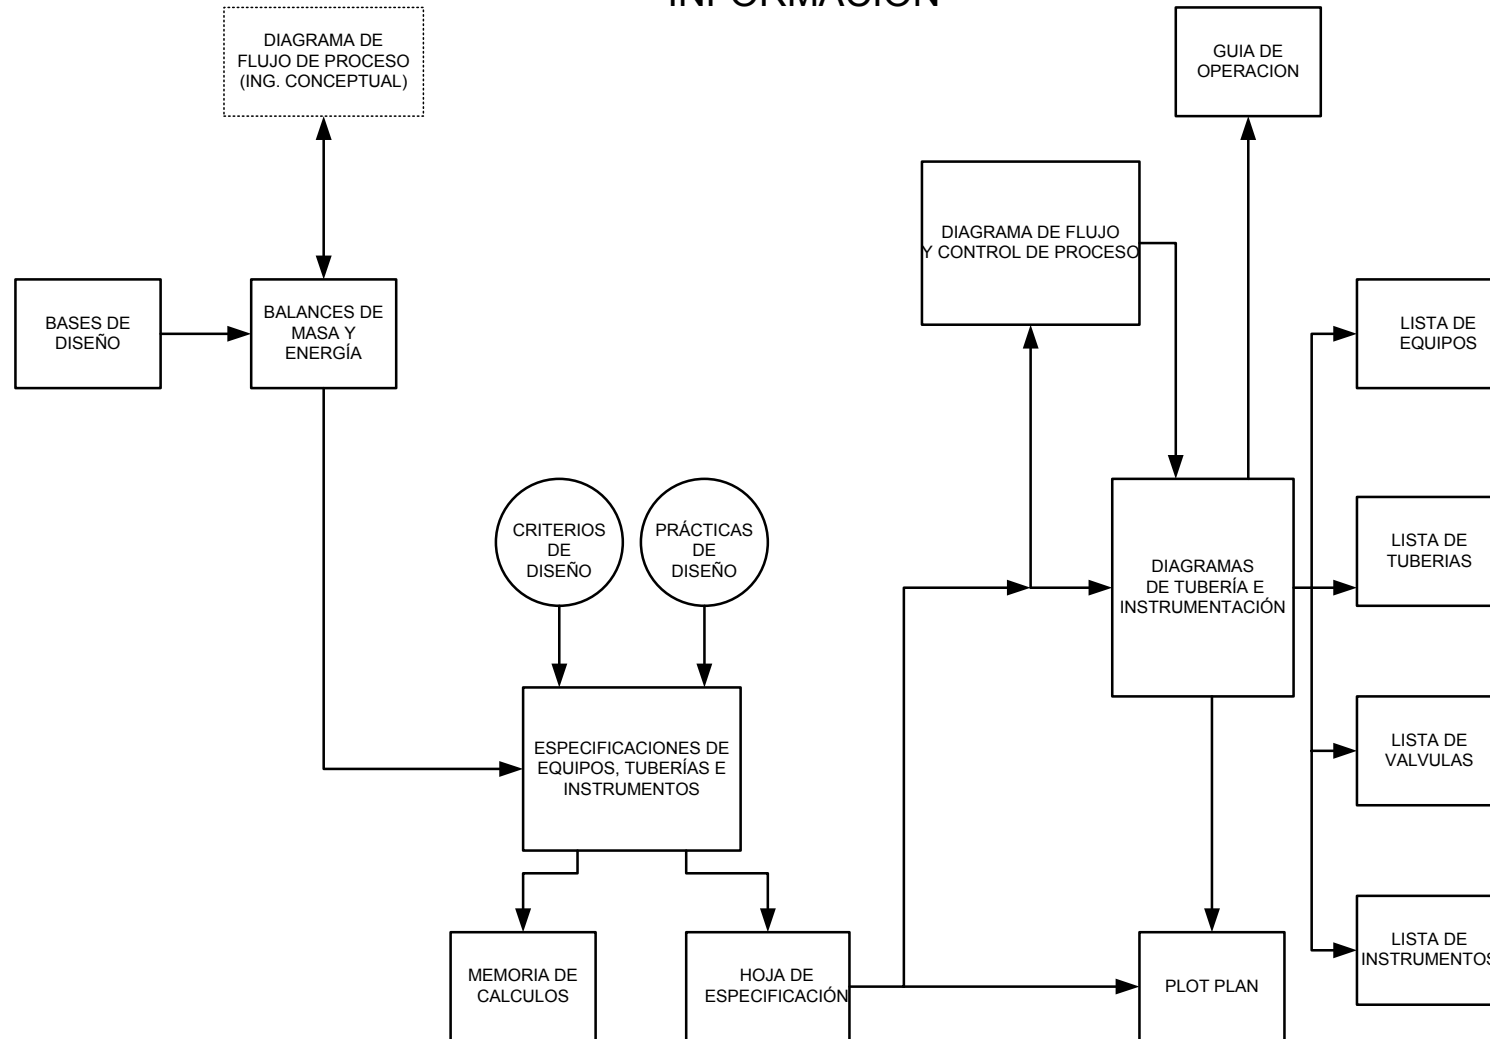 INFORMACIÓN
DIAGRAMA DE
FLUJO DE PROCESO
(ING. CONCEPTUAL)
GUIA DE
OPERACION
DIAGRAMA DE FLUJO
Y CONTROL DE PROCESO
BASES DE
DISEÑO
BALANCES DE
MASA Y
ENERGÍA
LISTA DE
EQUIPOS
CRITERIOS
DE
DISEÑO
PRÁCTICAS
DE
DISEÑO
DIAGRAMAS
DE TUBERÍA E
INSTRUMENTACIÓN
LISTA DE
TUBERIAS
ESPECIFICACIONES DE
EQUIPOS, TUBERÍAS E
INSTRUMENTOS
LISTA DE
VALVULAS
MEMORIA DE
CALCULOS
HOJA DE
ESPECIFICACIÓN
PLOT PLAN
LISTA DE
INSTRUMENTOS